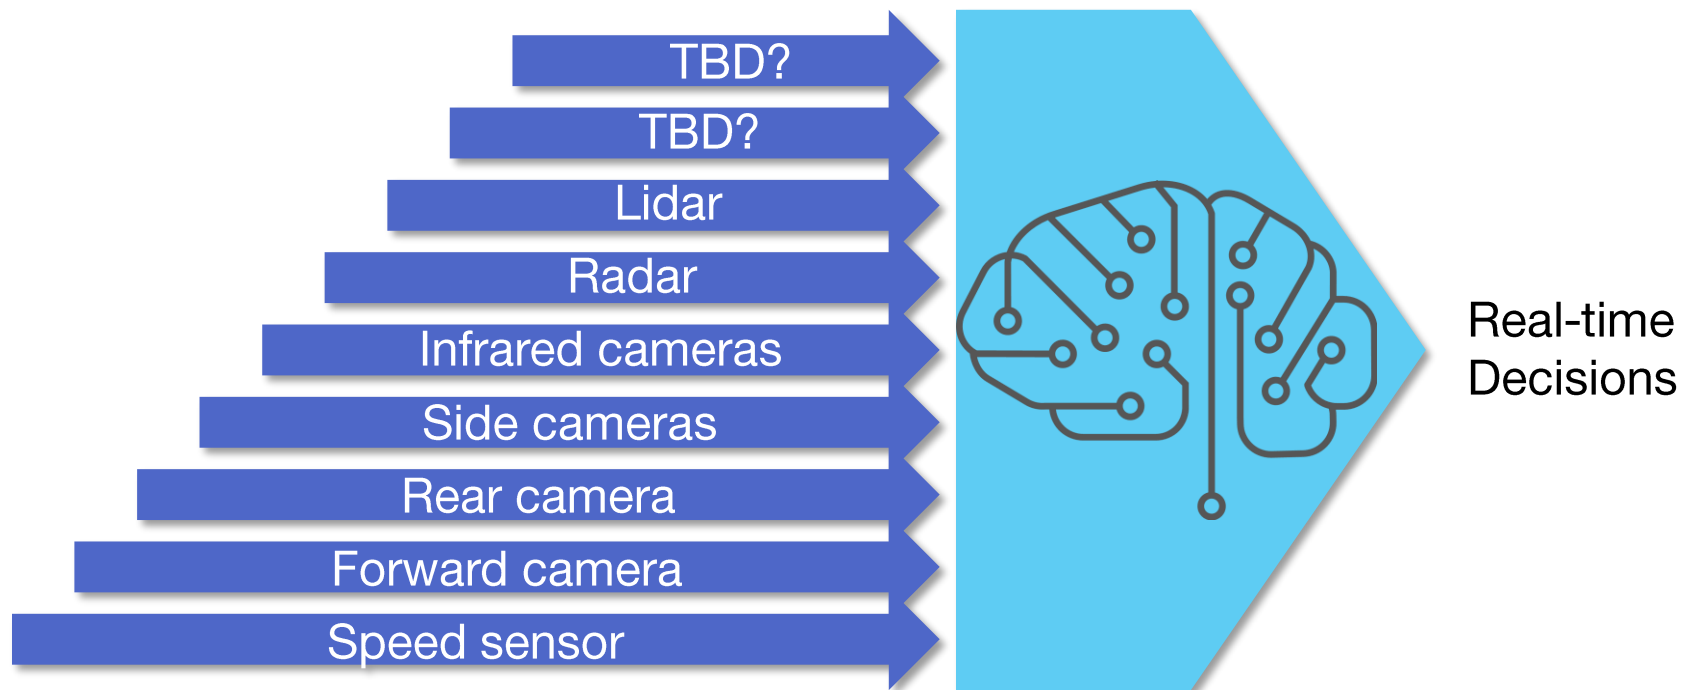 TBD?
TBD?
Lidar
Radar
Infrared cameras
Side cameras
Rear camera
Forward camera
Speed sensor
Real-time
Decisions